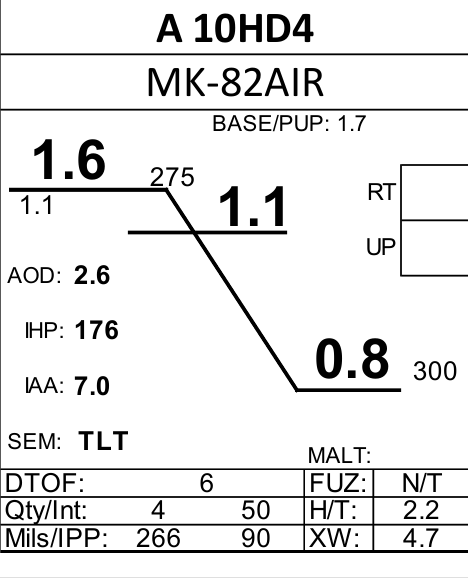 A 10HD4
MK-82AIR
BASE/PUP: 1.7
1.6
275
1.1
1.1
RT
UP
AOD: 2.6
IHP: 176
0.8
300
IAA: 7.0
SEM: TLT
MALT:
DTOF: 6 FUZ: N/T
Qty/Int: 4 50 H/T: 2.2
Mils/IPP: 266 90 XW: 4.7